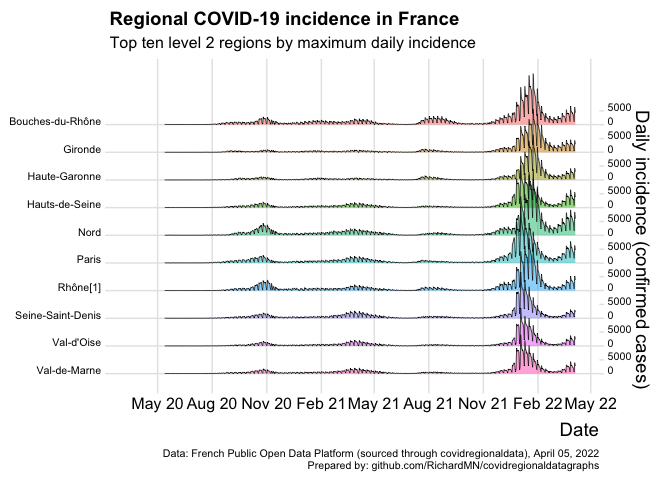 Regional COVID-19 incidence in France
Top ten level 2 regions by maximum daily incidence
Bouches-du-Rhône
Gironde
Haute-Garonne
Hauts-de-Seine
Nord
Paris
Rhône[1]
Seine-Saint-Denis
Val-d'Oise
Val-de-Marne
5000
0
5000
0
5000
0
5000
0
5000
0
5000
0
5000
0
5000
0
5000
0
5000
0
Daily incidence (confirmed cases)
May 20 Aug 20 Nov 20 Feb 21 May 21 Aug 21 Nov 21 Feb 22 May 22
Date
Data: French Public Open Data Platform (sourced through covidregionaldata), April 05, 2022
Prepared by: github.com/RichardMN/covidregionaldatagraphs